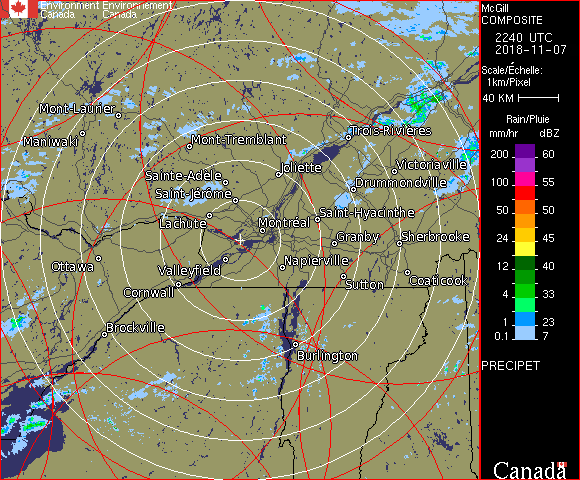 Environment Environnement
Canada Canada
McGill
COMPOSITE
2240 UTC
2018-11-07
Scale/Échelle:
1km/Pixel
40 KM
Rain/Pluie
mm/hr dBZ
200 60
150 57
100 55
50 50
24 45
12 40
4 33
1 23
0.1 7
PRECIPET
Canada
Mont-Laurier
Maniwaki
Mont-Tremblant
Trois-Rivières
Joliette
Victoriaville
Sainte-Adèle
Drummondville
Saint-Jérôme
Lachute
Saint-Hyacinthe
Montréal
Granby
Sherbrooke
Ottawa
Valleyfield
Napierville
Sutton
Coaticook
Cornwall
Brockville
Burlington